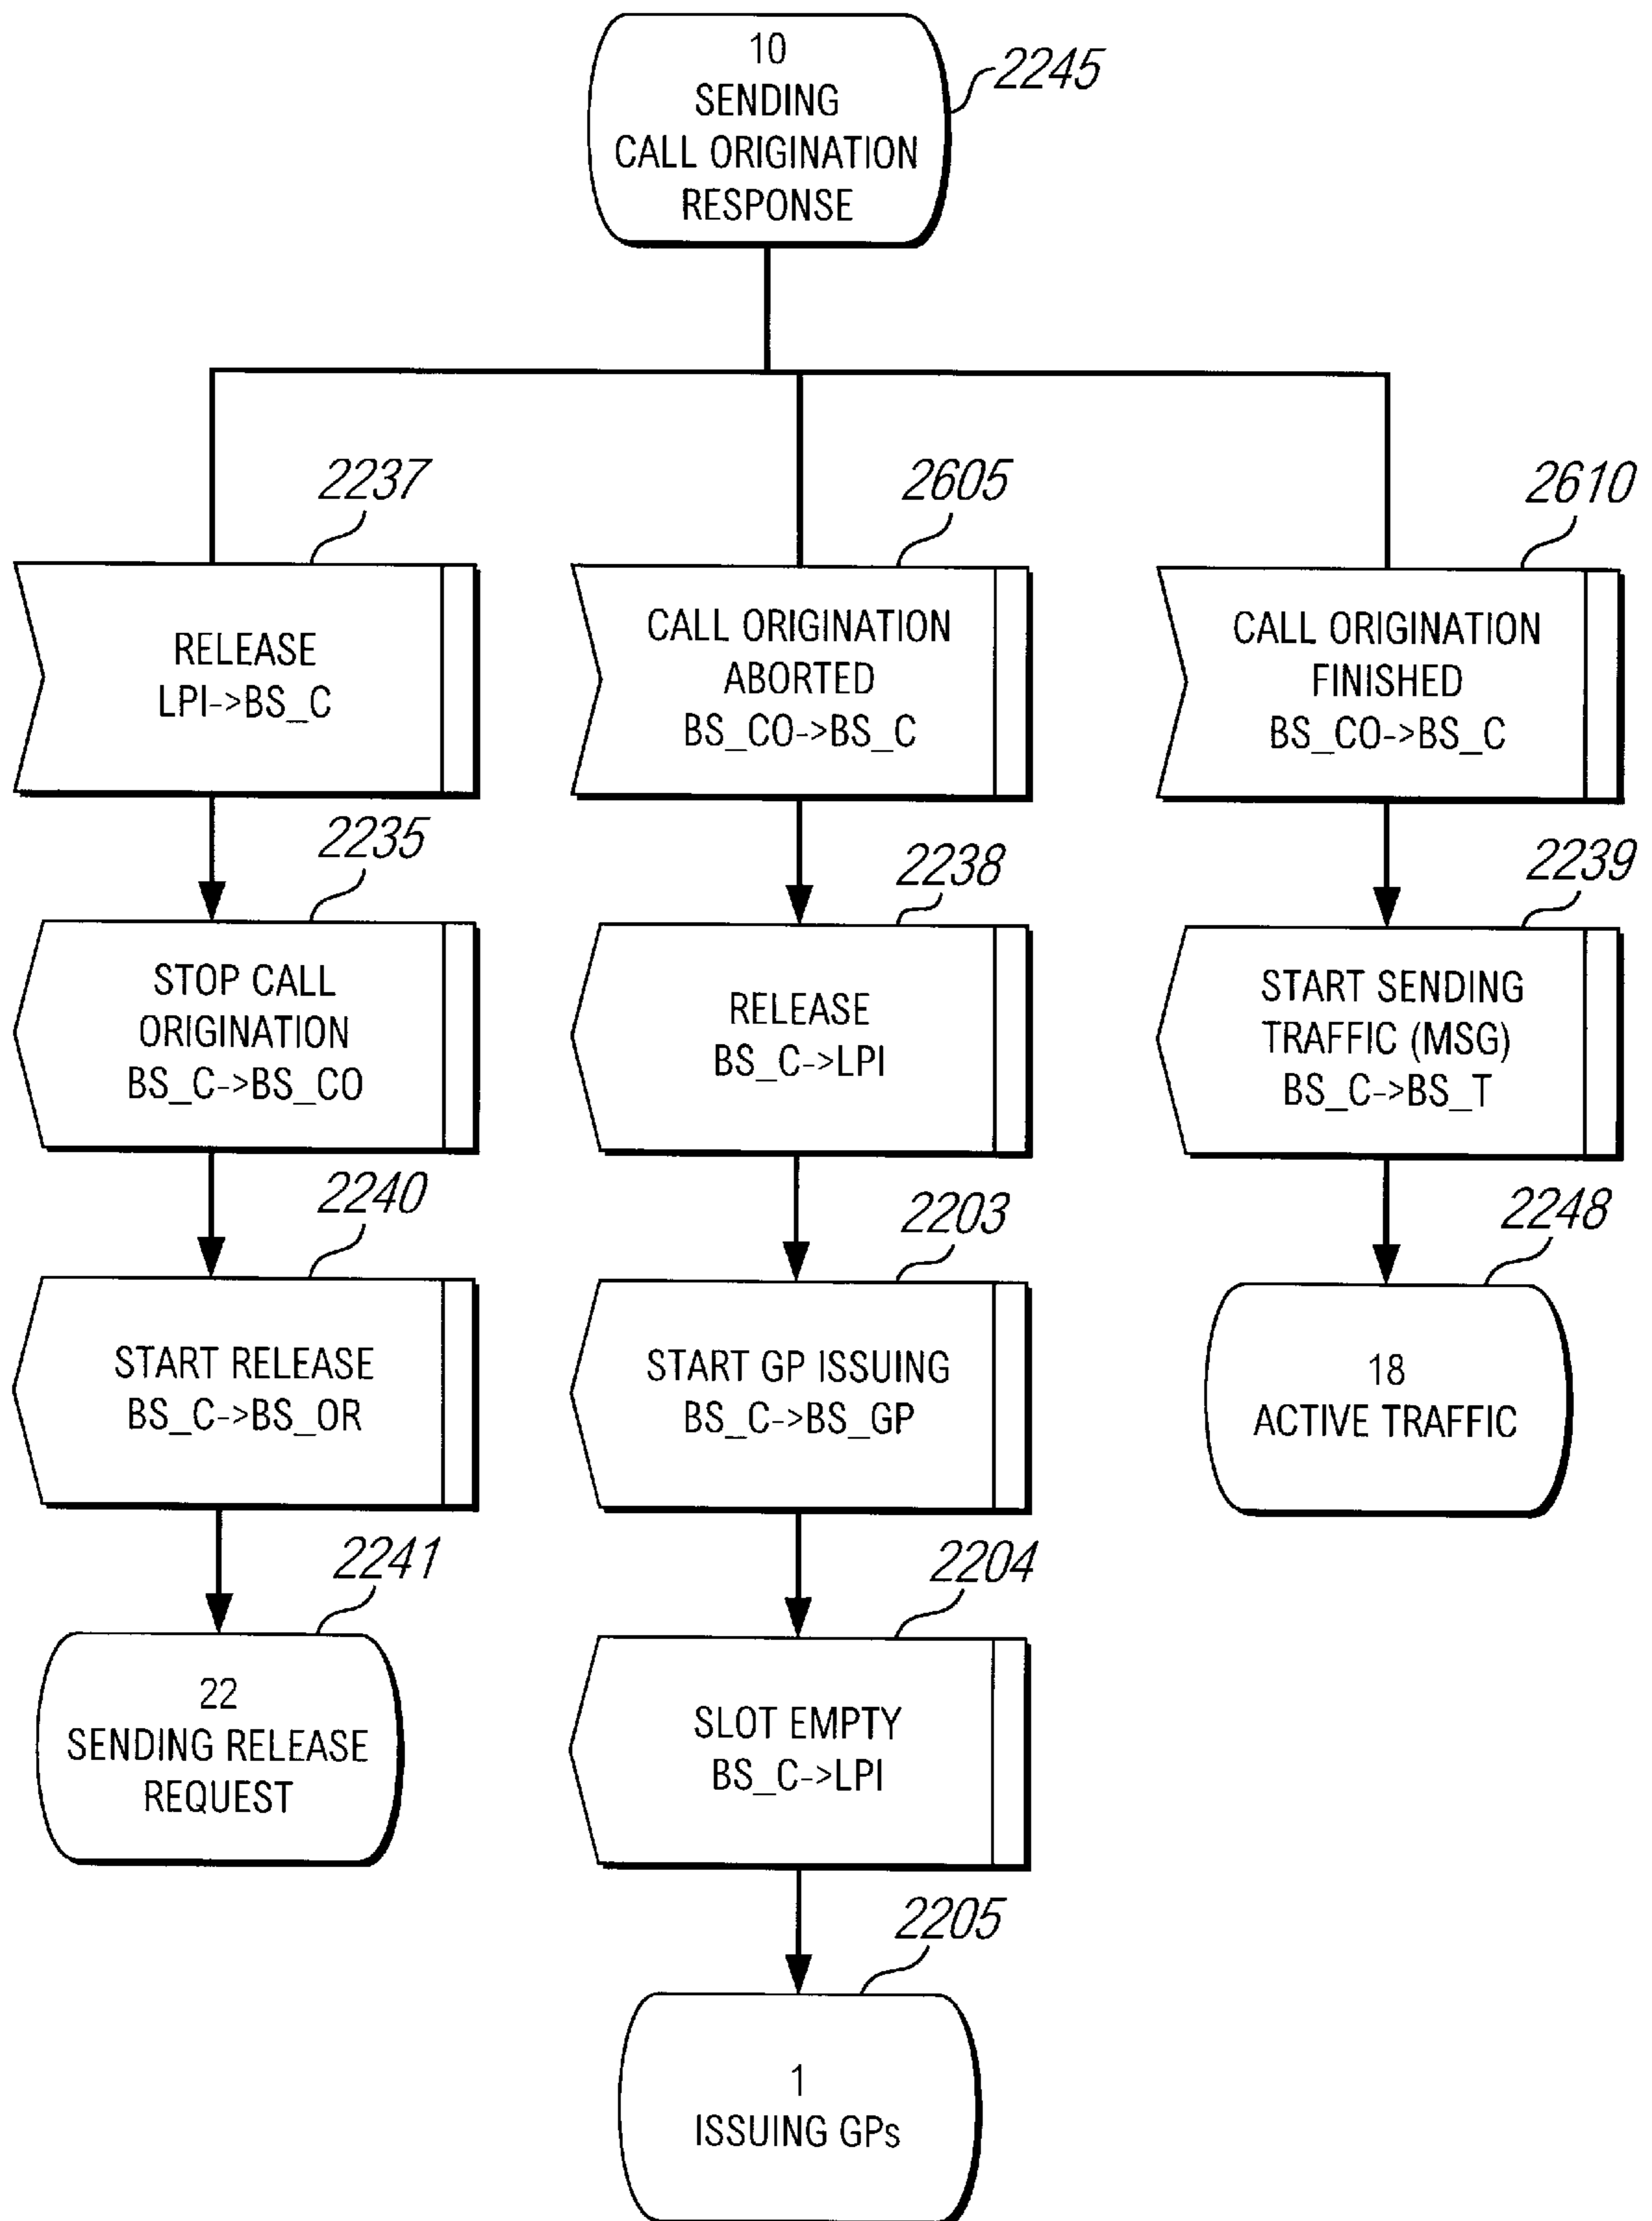 10
SENDING
CALL ORIGINATION
RESPONSE
2245
2237
RELEASE
LPI->BS_C
2605
CALL ORIGINATION
ABORTED
BS_CO->BS_C
2610
CALL ORIGINATION
FINISHED
BS_CO->BS_C
2235
STOP CALL
ORIGINATION
BS_C->BS_CO
2238
RELEASE
BS_C->LPI
2239
START SENDING
TRAFFIC (MSG)
BS_C->BS_T
2240
START RELEASE
BS_C->BS_OR
2203
START GP ISSUING
BS_C->BS_GP
2248
18
ACTIVE TRAFFIC
2241
22
SENDING RELEASE
REQUEST
2204
SLOT EMPTY
BS_C->LPI
2205
1
ISSUING GPs